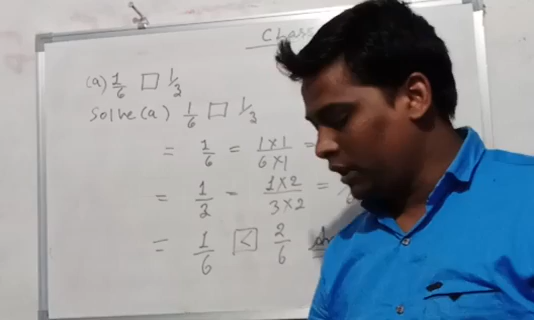 Class
(a) 1/6 □ 1/3
Solve(a) 1/6 □ 1/3
= 1/6 = 1×1/6×1 =
= 1/3 = 1×2/3×2 =
= 1/6 [<] 2/6